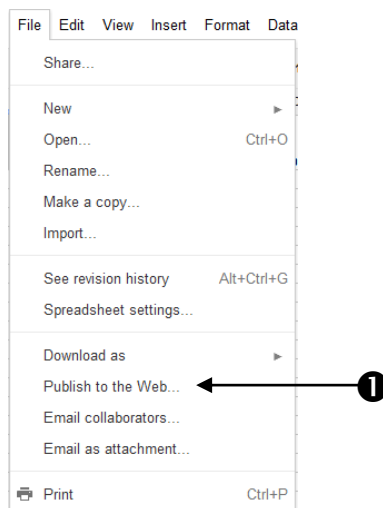 File Edit View Insert Format Data
Share...
New ►
Open... Ctrl+O
Rename...
Make a copy...
Import...
See revision history Alt+Ctrl+G
Spreadsheet settings...
Download as ►
Publish to the Web... ❶
Email collaborators...
Email as attachment...
Print Ctrl+P